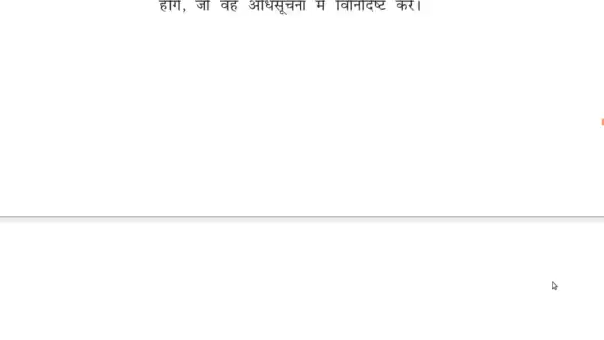 होंगे, जो वह अधिसूचना में विनिर्दिष्ट करे।